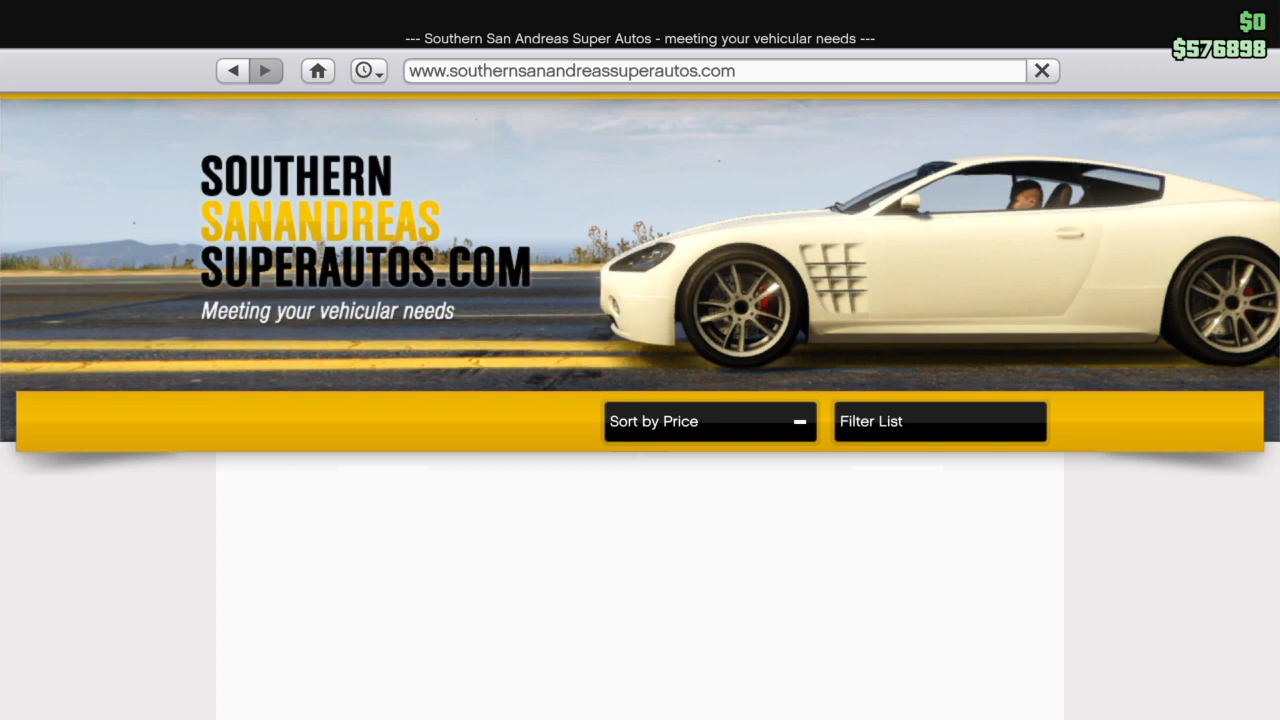 $0
--- Southern San Andreas Super Autos - meeting your vehicular needs ---
$576898
www.southernsanandreassuperautos.com
SOUTHERN
SANANDREAS
SUPERAUTOS.COM
Meeting your vehicular needs
Sort by Price
Filter List